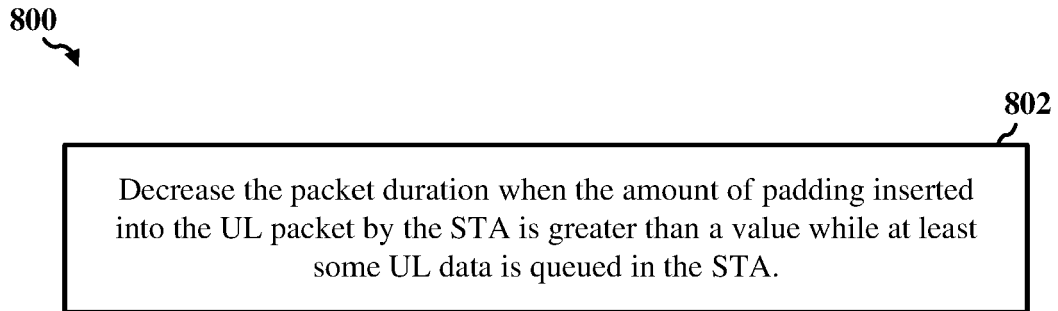 800
802
Decrease the packet duration when the amount of padding inserted
into the UL packet by the STA is greater than a value while at least
some UL data is queued in the STA.